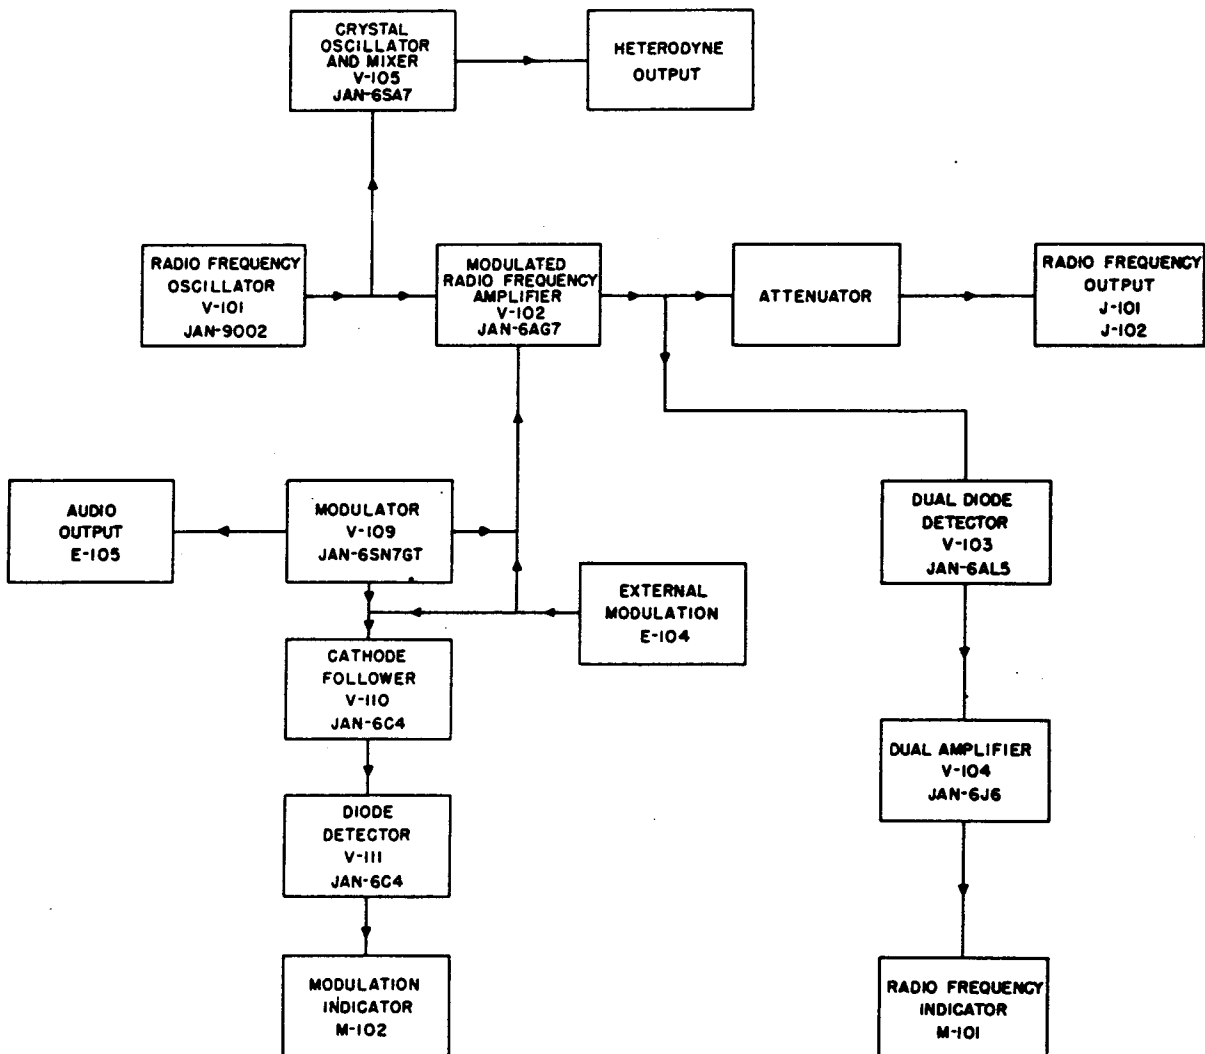 CRYSTAL
OSCILLATOR
AND MIXER
V-105
JAN-6SA7
HETERODYNE
OUTPUT
RADIO FREQUENCY
OSCILLATOR
V-101
JAN-9002
MODULATED
RADIO FREQUENCY
AMPLIFIER
V-102
JAN-6AG7
ATTENUATOR
RADIO FREQUENCY
OUTPUT
J-101
J-102
AUDIO
OUTPUT
E-105
MODULATOR
V-109
JAN-6SN7GT
DUAL DIODE
DETECTOR
V-103
JAN-6AL5
EXTERNAL
MODULATION
E-104
CATHODE
FOLLOWER
V-110
JAN-6C4
DUAL AMPLIFIER
V-104
JAN-6J6
DIODE
DETECTOR
V-111
JAN-6C4
MODULATION
INDICATOR
M-102
RADIO FREQUENCY
INDICATOR
M-101